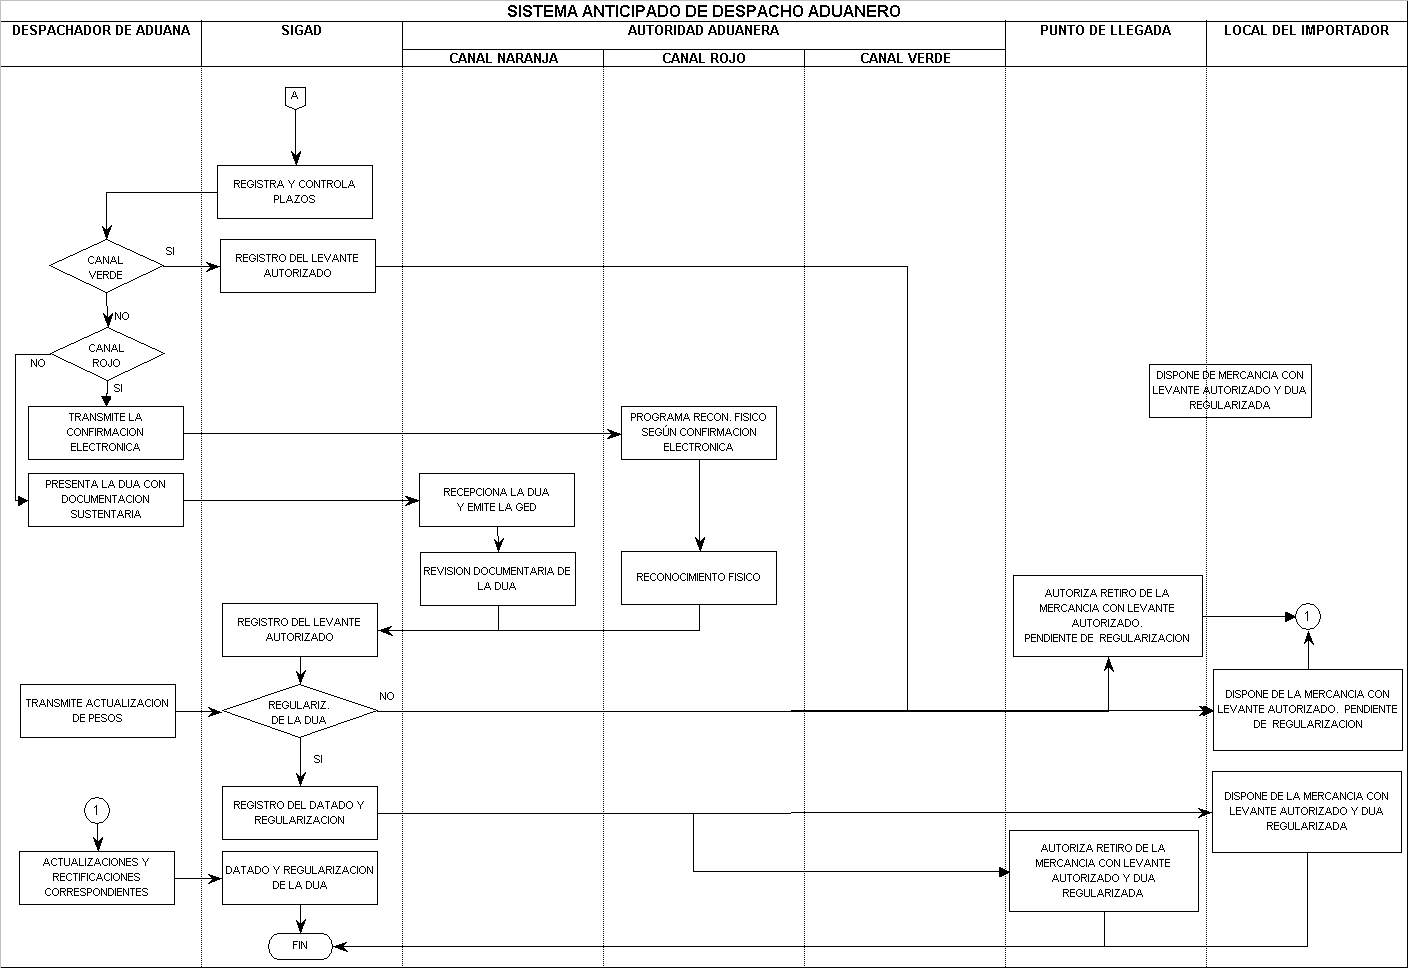 SISTEMA ANTICIPADO DE DESPACHO ADUANERO
DESPACHADOR DE ADUANA
SIGAD
AUTORIDAD ADUANERA
PUNTO DE LLEGADA
LOCAL DEL IMPORTADOR
CANAL NARANJA
CANAL ROJO
CANAL VERDE
A
REGISTRA Y CONTROLA
PLAZOS
CANAL
VERDE
SI
REGISTRO DEL LEVANTE
AUTORIZADO
NO
CANAL
ROJO
NO
SI
DISPONE DE MERCANCIA CON
LEVANTE AUTORIZADO Y DUA
REGULARIZADA
TRANSMITE LA
CONFIRMACION
ELECTRONICA
PROGRAMA RECON. FISICO
SEGÚN CONFIRMACION
ELECTRONICA
PRESENTA LA DUA CON
DOCUMENTACION
SUSTENTARIA
RECEPCIONA LA DUA
Y EMITE LA GED
REVISION DOCUMENTARIA DE
LA DUA
RECONOCIMIENTO FISICO
AUTORIZA RETIRO DE LA
MERCANCIA CON LEVANTE
AUTORIZADO.
PENDIENTE DE REGULARIZACION
1
REGISTRO DEL LEVANTE
AUTORIZADO
TRANSMITE ACTUALIZACION
DE PESOS
REGULARIZ.
DE LA DUA
NO
DISPONE DE LA MERCANCIA CON
LEVANTE AUTORIZADO. PENDIENTE
DE REGULARIZACION
SI
REGISTRO DEL DATADO Y
REGULARIZACION
DISPONE DE LA MERCANCIA CON
LEVANTE AUTORIZADO Y DUA
REGULARIZADA
1
ACTUALIZACIONES Y
RECTIFICACIONES
CORRESPONDIENTES
DATADO Y REGULARIZACION
DE LA DUA
AUTORIZA RETIRO DE LA
MERCANCIA CON LEVANTE
AUTORIZADO Y DUA
REGULARIZADA
FIN